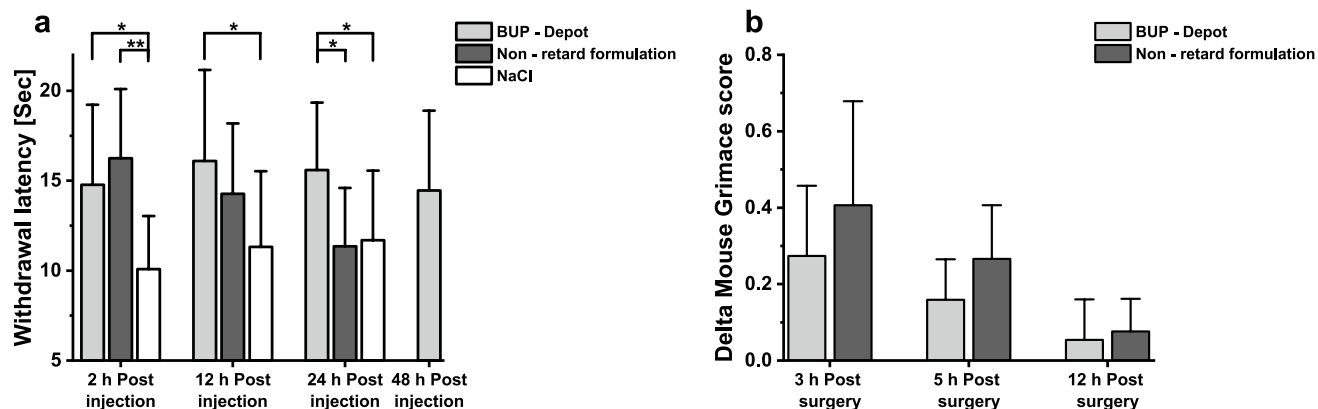 a
* * *
** *
BUP - Depot
Non - retard formulation
NaCl
Withdrawal latency [Sec]
20
15
10
5
2 h Post injection
12 h Post injection
24 h Post injection
48 h Post injection
b
BUP - Depot
Non - retard formulation
Delta Mouse Grimace score
0.8
0.6
0.4
0.2
0.0
3 h Post surgery
5 h Post surgery
12 h Post surgery